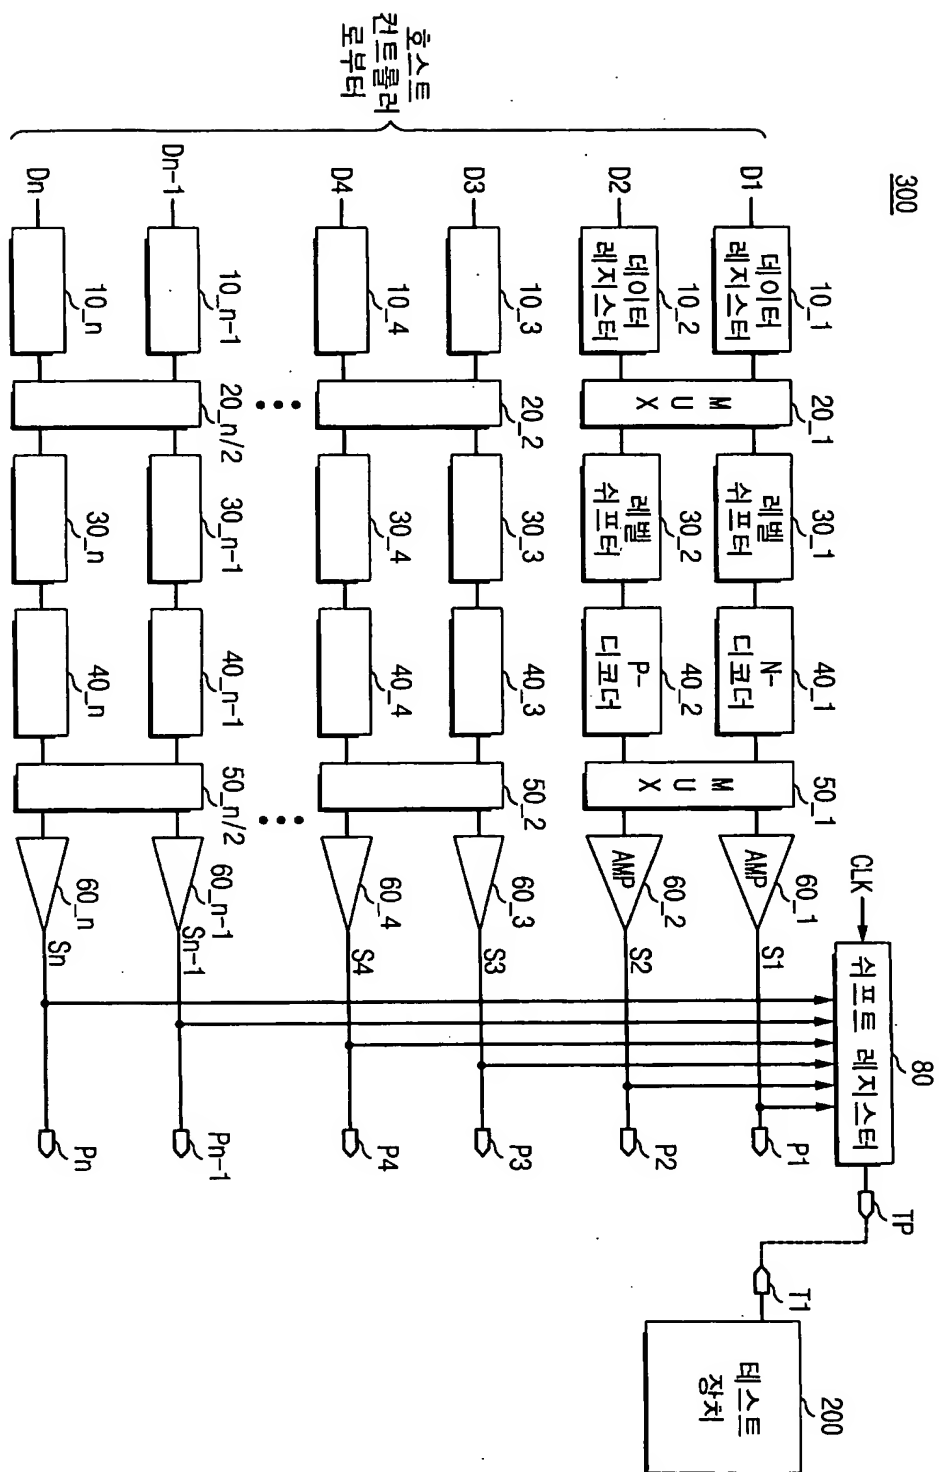 300
호스트
컨트롤러
로부터
D1
D2
D3
D4
Dn-1
Dn
데이터
레지스터
10_1
데이터
레지스터
10_2
10_3
10_4
10_n-1
10_n
MUX
20_1
20_2
20_n/2
레벨
쉬프터
30_1
레벨
쉬프터
30_2
30_3
30_4
30_n-1
30_n
N-
디코더
40_1
P-
디코더
40_2
40_3
40_4
40_n-1
40_n
MUX
50_1
50_2
50_n/2
AMP
60_1
AMP
60_2
60_3
60_4
60_n-1
60_n
S1
S2
S3
S4
Sn-1
Sn
CLK
쉬프트 레지스터
80
P1
P2
P3
P4
Pn-1
Pn
TP
T1
테스트
장치
200